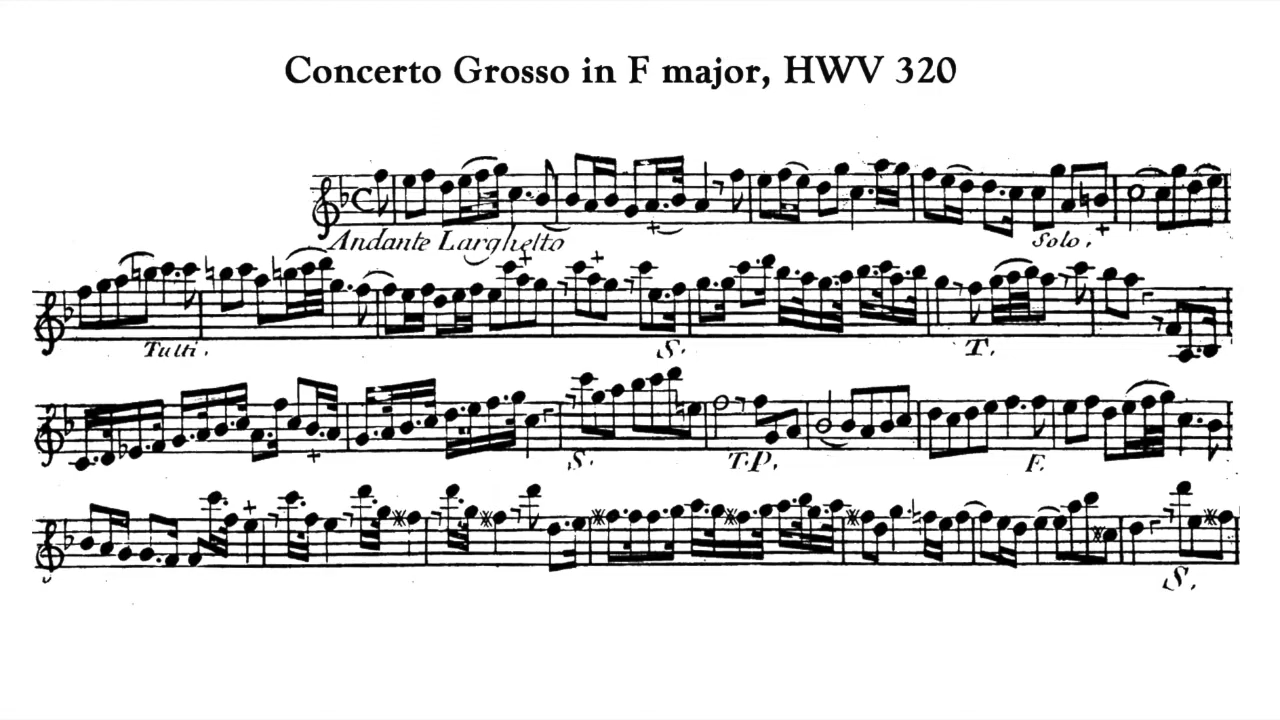 Concerto Grosso in F major, HWV 320
Andante Larghetto
Solo.
Tutti.
S.
T.
S.
T.P.
F.
S.